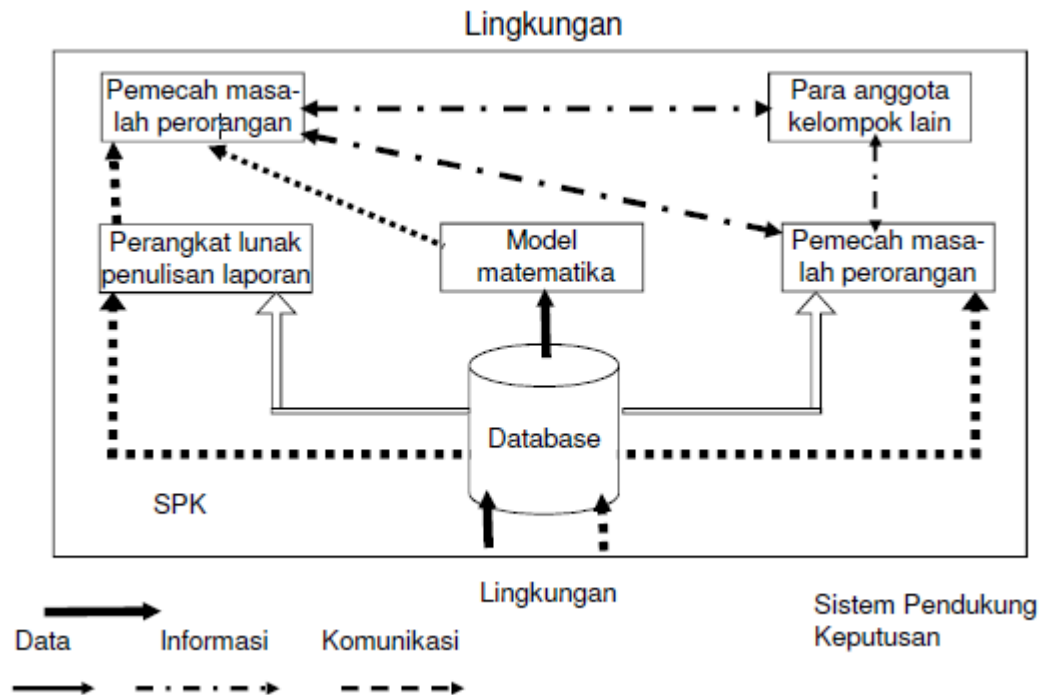 Lingkungan
Pemecah masa-
lah perorangan
Para anggota
kelompok lain
Perangkat lunak
penulisan laporan
Model
matematika
Pemecah masa-
lah perorangan
Database
SPK
Lingkungan
Sistem Pendukung
Keputusan
Data Informasi Komunikasi